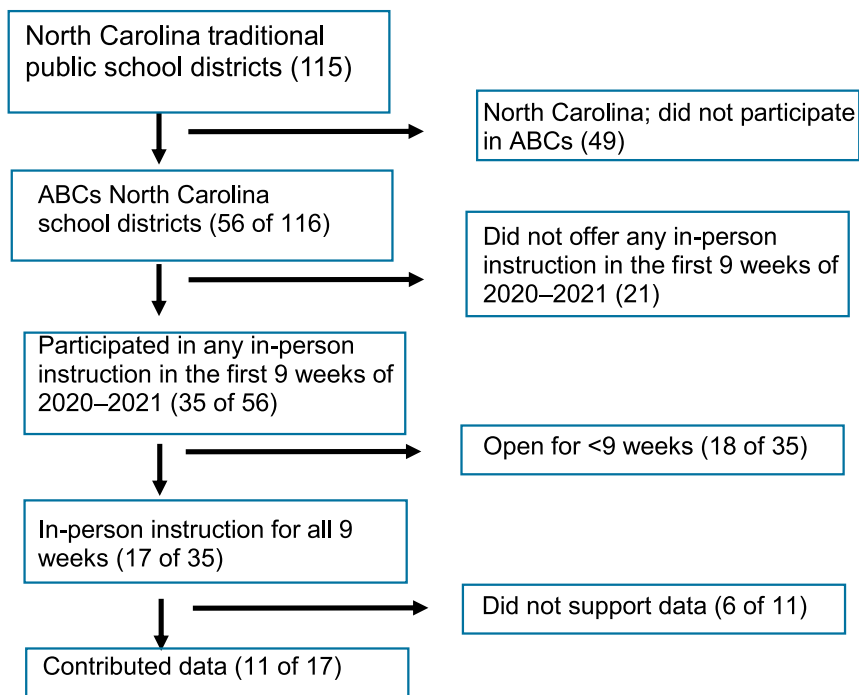 North Carolina traditional
public school districts (115)
North Carolina; did not participate
in ABCs (49)
ABCs North Carolina
school districts (56 of 116)
Did not offer any in-person
instruction in the first 9 weeks of
2020–2021 (21)
Participated in any in-person
instruction in the first 9 weeks of
2020–2021 (35 of 56)
Open for <9 weeks (18 of 35)
In-person instruction for all 9
weeks (17 of 35)
Did not support data (6 of 11)
Contributed data (11 of 17)